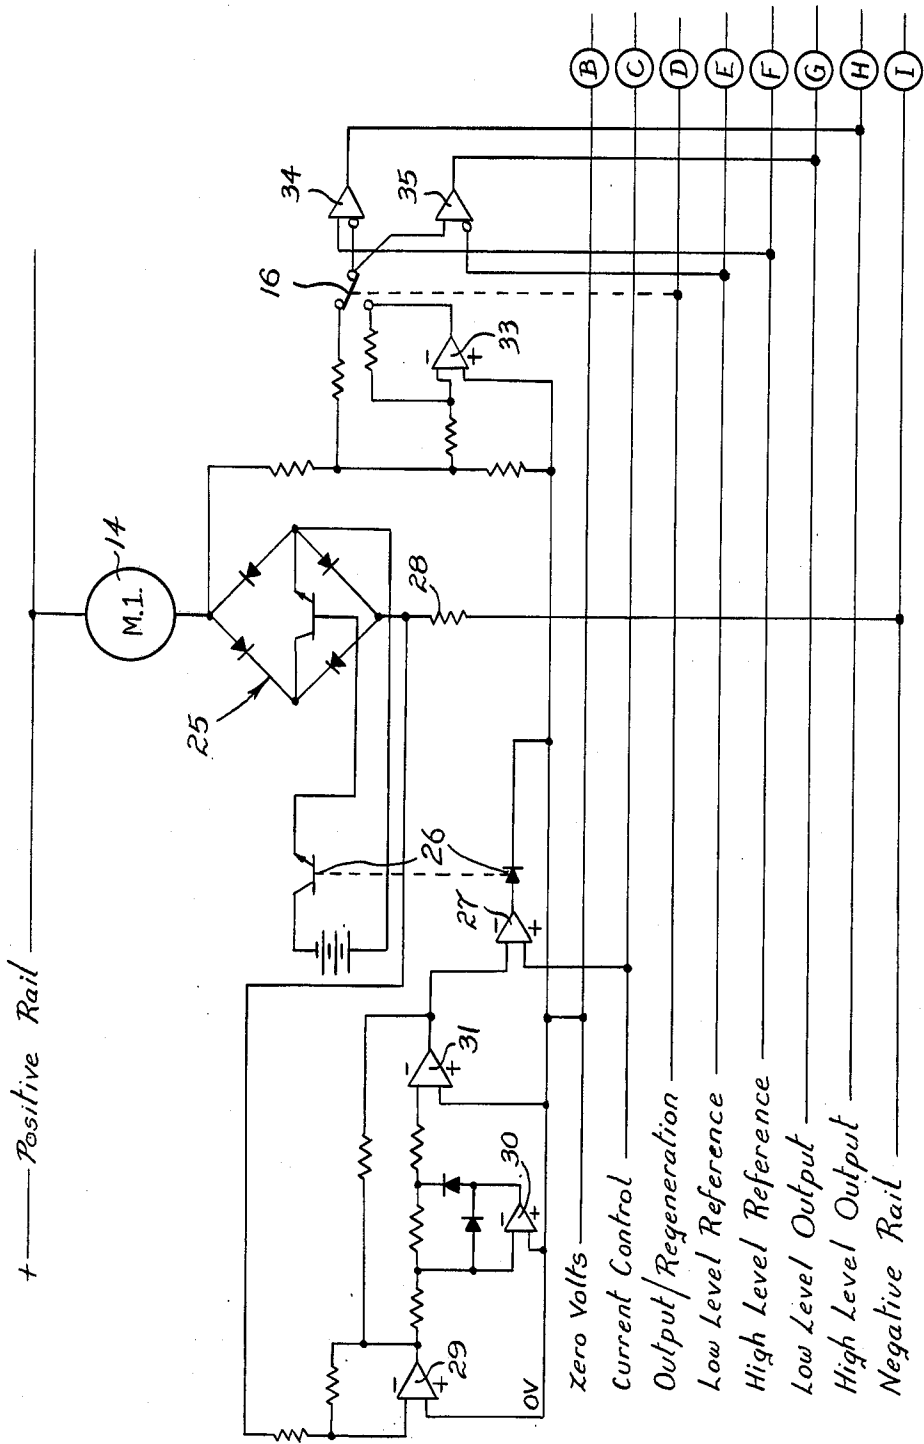 + Positive Rail
M.1.
14
25
26
27
28
16
34
35
33
- +
31
- +
- +
30
- +
29
- +
0V
Zero Volts B
Current Control C
Output/Regeneration D
Low Level Reference E
High Level Reference F
Low Level Output G
High Level Output H
Negative Rail I